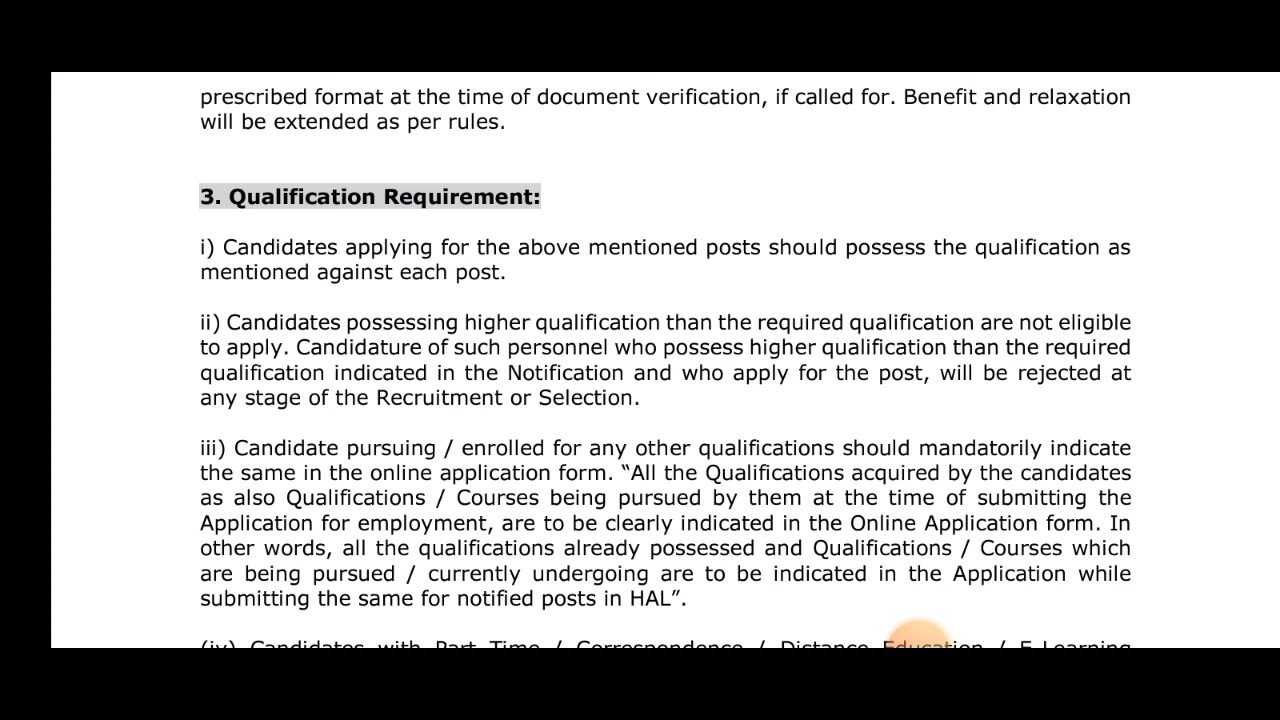 prescribed format at the time of document verification, if called for. Benefit and relaxation
will be extended as per rules.
3. Qualification Requirement:
i) Candidates applying for the above mentioned posts should possess the qualification as
mentioned against each post.
ii) Candidates possessing higher qualification than the required qualification are not eligible
to apply. Candidature of such personnel who possess higher qualification than the required
qualification indicated in the Notification and who apply for the post, will be rejected at
any stage of the Recruitment or Selection.
iii) Candidate pursuing / enrolled for any other qualifications should mandatorily indicate
the same in the online application form. “All the Qualifications acquired by the candidates
as also Qualifications / Courses being pursued by them at the time of submitting the
Application for employment, are to be clearly indicated in the Online Application form. In
other words, all the qualifications already possessed and Qualifications / Courses which
are being pursued / currently undergoing are to be indicated in the Application while
submitting the same for notified posts in HAL”.
(iv) Candidates with Part Time / Correspondence / Distance Education / E-Learning